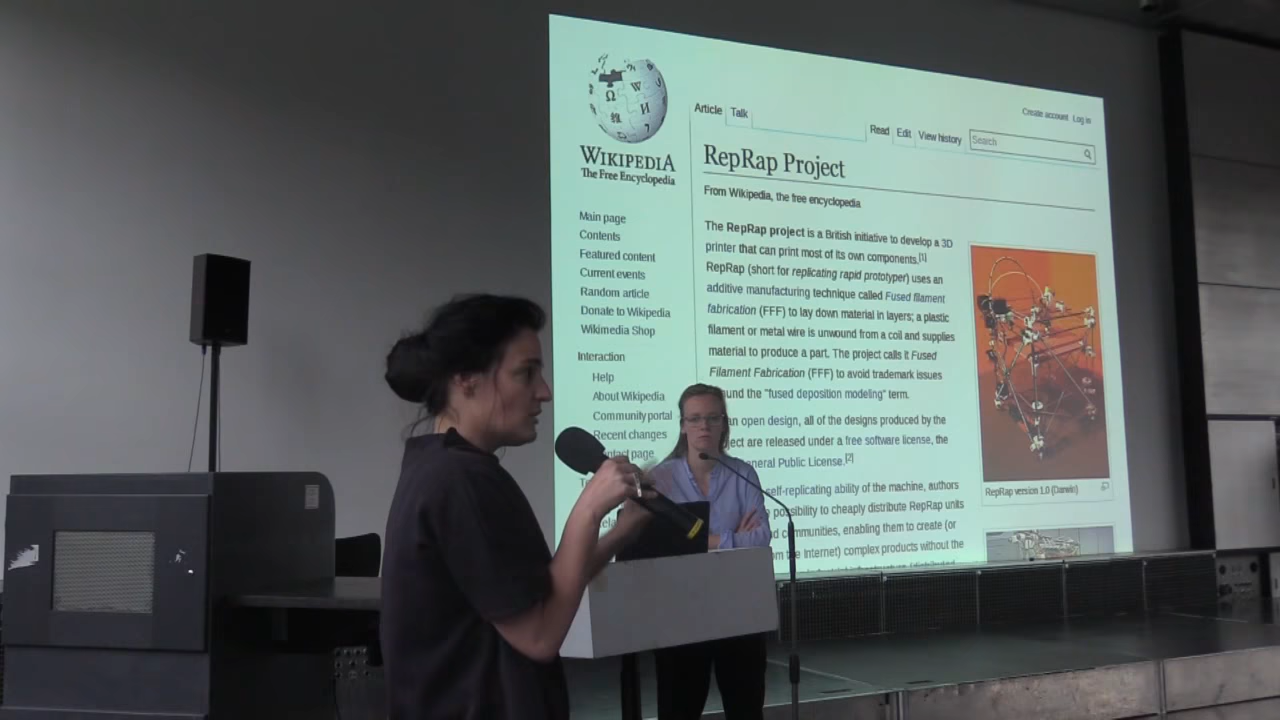 WIKIPEDIA
The Free Encyclopedia
Main page
Contents
Featured content
Current events
Random article
Donate to Wikipedia
Wikimedia Shop
Interaction
Help
About Wikipedia
Community portal
Recent changes
page
Article Talk
Read Edit View history
Create account Log in
Search
RepRap Project
From Wikipedia, the free encyclopedia
The RepRap project is a British initiative to develop a 3D
printer that can print most of its own components.[1]
RepRap (short for replicating rapid prototyper) uses an
additive manufacturing technique called Fused filament
fabrication (FFF) to lay down material in layers; a plastic
filament or metal wire is unwound from a coil and supplies
material to produce a part. The project calls it Fused
Filament Fabrication (FFF) to avoid trademark issues
the "fused deposition modeling" term.
an open design, all of the designs produced by the
are released under a free software license, the
General Public License.[2]
self-replicating ability of the machine, authors
possibility to cheaply distribute RepRap units
communities, enabling them to create (or
the Internet) complex products without the
RepRap version 1.0 (Darwin)